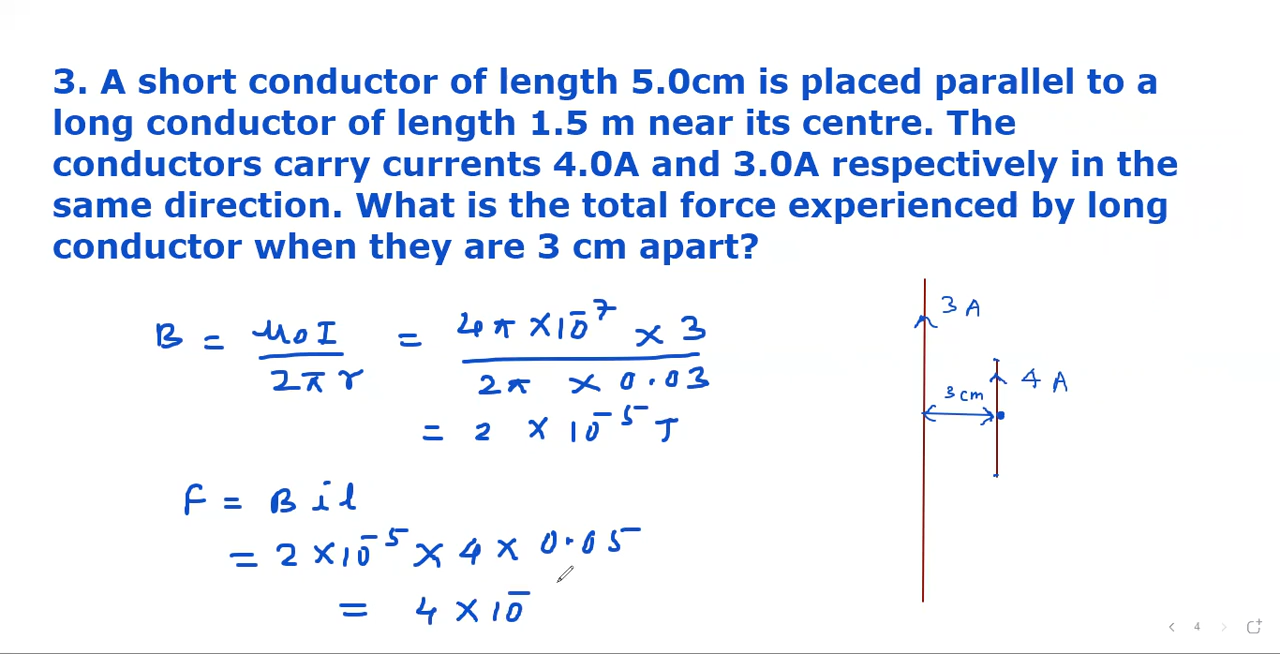 3. A short conductor of length 5.0cm is placed parallel to a
long conductor of length 1.5 m near its centre. The
conductors carry currents 4.0A and 3.0A respectively in the
same direction. What is the total force experienced by long
conductor when they are 3 cm apart?
B = μ₀I / 2πr = 4π × 10⁻⁷ × 3 / 2π × 0.03
= 2 × 10⁻⁵ T
F = B i l
= 2 × 10⁻⁵ × 4 × 0.05
= 4 × 10⁻
3 A
4 A
3 cm
4